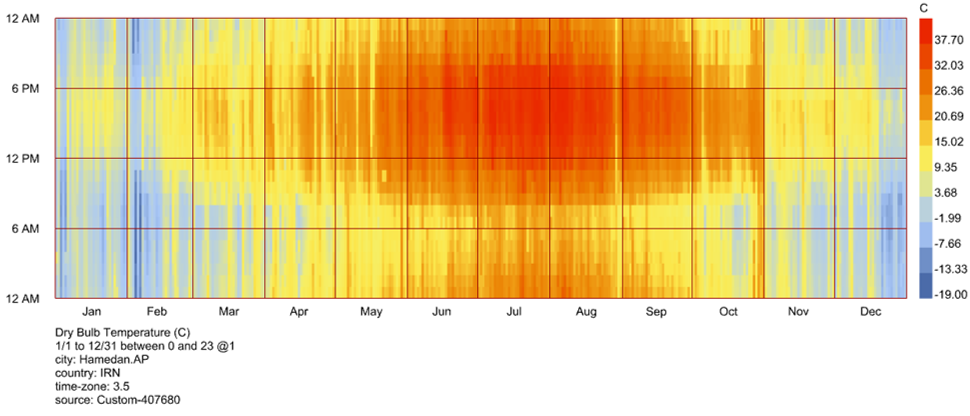 C
12 AM
6 PM
12 PM
6 AM
12 AM
37.70
32.03
26.36
20.69
15.02
9.35
3.68
-1.99
-7.66
-13.33
-19.00
Jan Feb Mar Apr May Jun Jul Aug Sep Oct Nov Dec
Dry Bulb Temperature (C)
1/1 to 12/31 between 0 and 23 @1
city: Hamedan.AP
country: IRN
time-zone: 3.5
source: Custom-407680